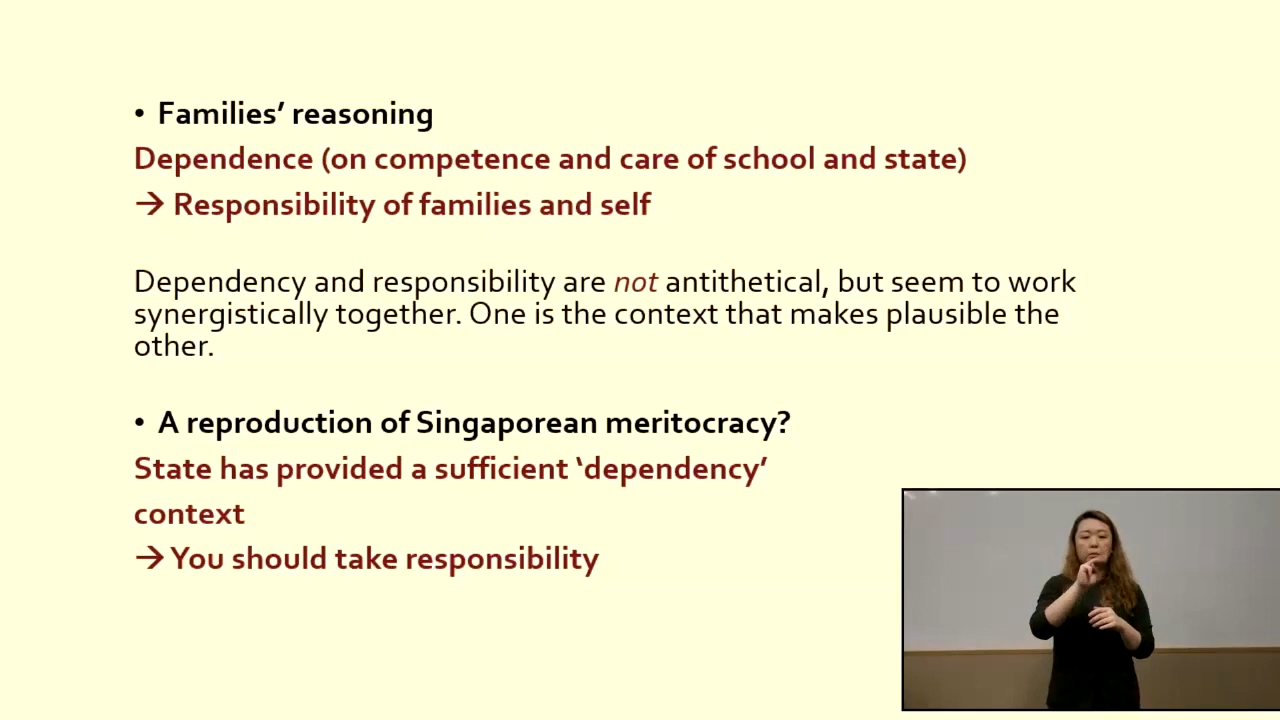 • Families’ reasoning
Dependence (on competence and care of school and state)
→ Responsibility of families and self
Dependency and responsibility are not antithetical, but seem to work
synergistically together. One is the context that makes plausible the
other.
• A reproduction of Singaporean meritocracy?
State has provided a sufficient ‘dependency’
context
→ You should take responsibility